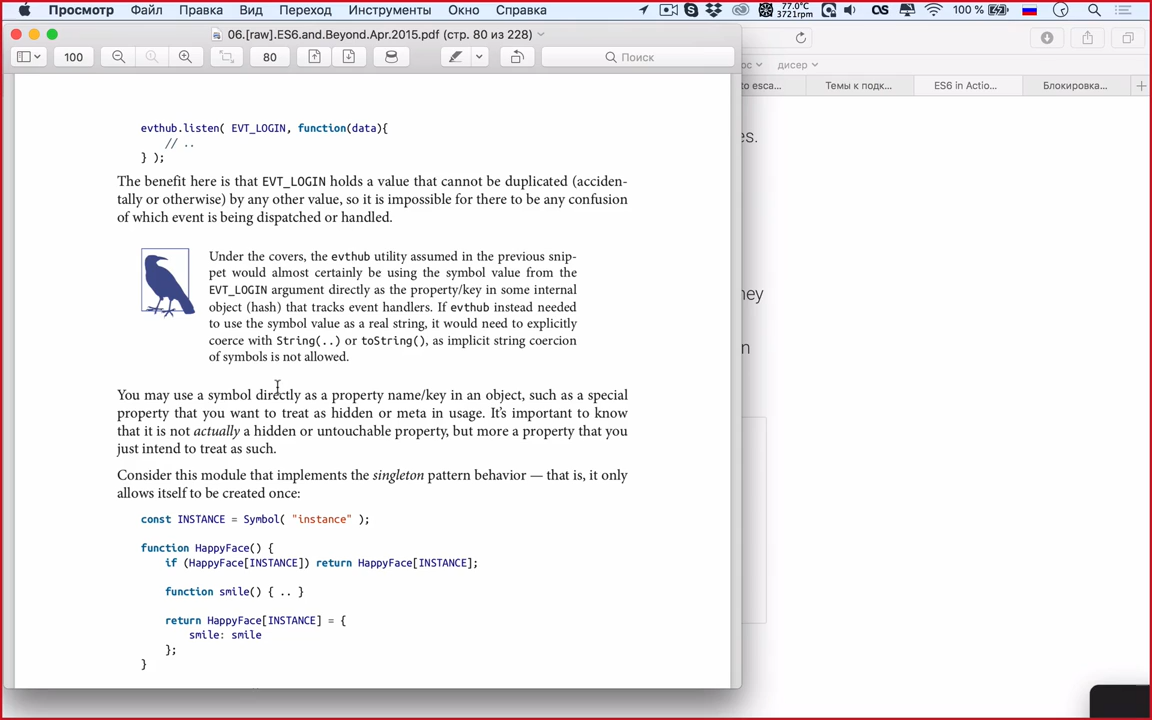 Просмотр Файл Правка Вид Переход Инструменты Окно Справка 77.0°C 3721rpm 100 %
06.[raw].ES6.and.Beyond.Apr.2015.pdf (стр. 80 из 228)
100 80 Поиск
дисер
to esca... Темы к подк... ES6 in Actio... Блокировка...
evthub.listen( EVT_LOGIN, function(data){
// ..
} );
The benefit here is that EVT_LOGIN holds a value that cannot be duplicated (acciden-
tally or otherwise) by any other value, so it is impossible for there to be any confusion
of which event is being dispatched or handled.
Under the covers, the evthub utility assumed in the previous snip-
pet would almost certainly be using the symbol value from the
EVT_LOGIN argument directly as the property/key in some internal
object (hash) that tracks event handlers. If evthub instead needed
to use the symbol value as a real string, it would need to explicitly
coerce with String(..) or toString(), as implicit string coercion
of symbols is not allowed.
You may use a symbol directly as a property name/key in an object, such as a special
property that you want to treat as hidden or meta in usage. It's important to know
that it is not actually a hidden or untouchable property, but more a property that you
just intend to treat as such.
Consider this module that implements the singleton pattern behavior — that is, it only
allows itself to be created once:
const INSTANCE = Symbol( "instance" );
function HappyFace() {
if (HappyFace[INSTANCE]) return HappyFace[INSTANCE];
function smile() { .. }
return HappyFace[INSTANCE] = {
smile: smile
};
}
es.
hey
n